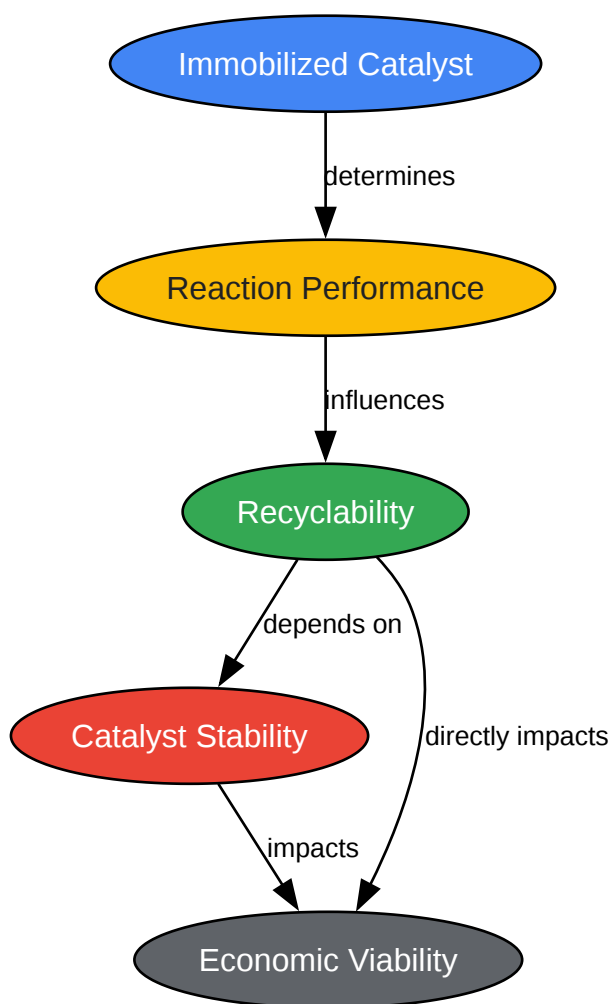 Immobilized Catalyst
determines
Reaction Performance
influences
Recyclability
depends on
Catalyst Stability
directly impacts
impacts
Economic Viability